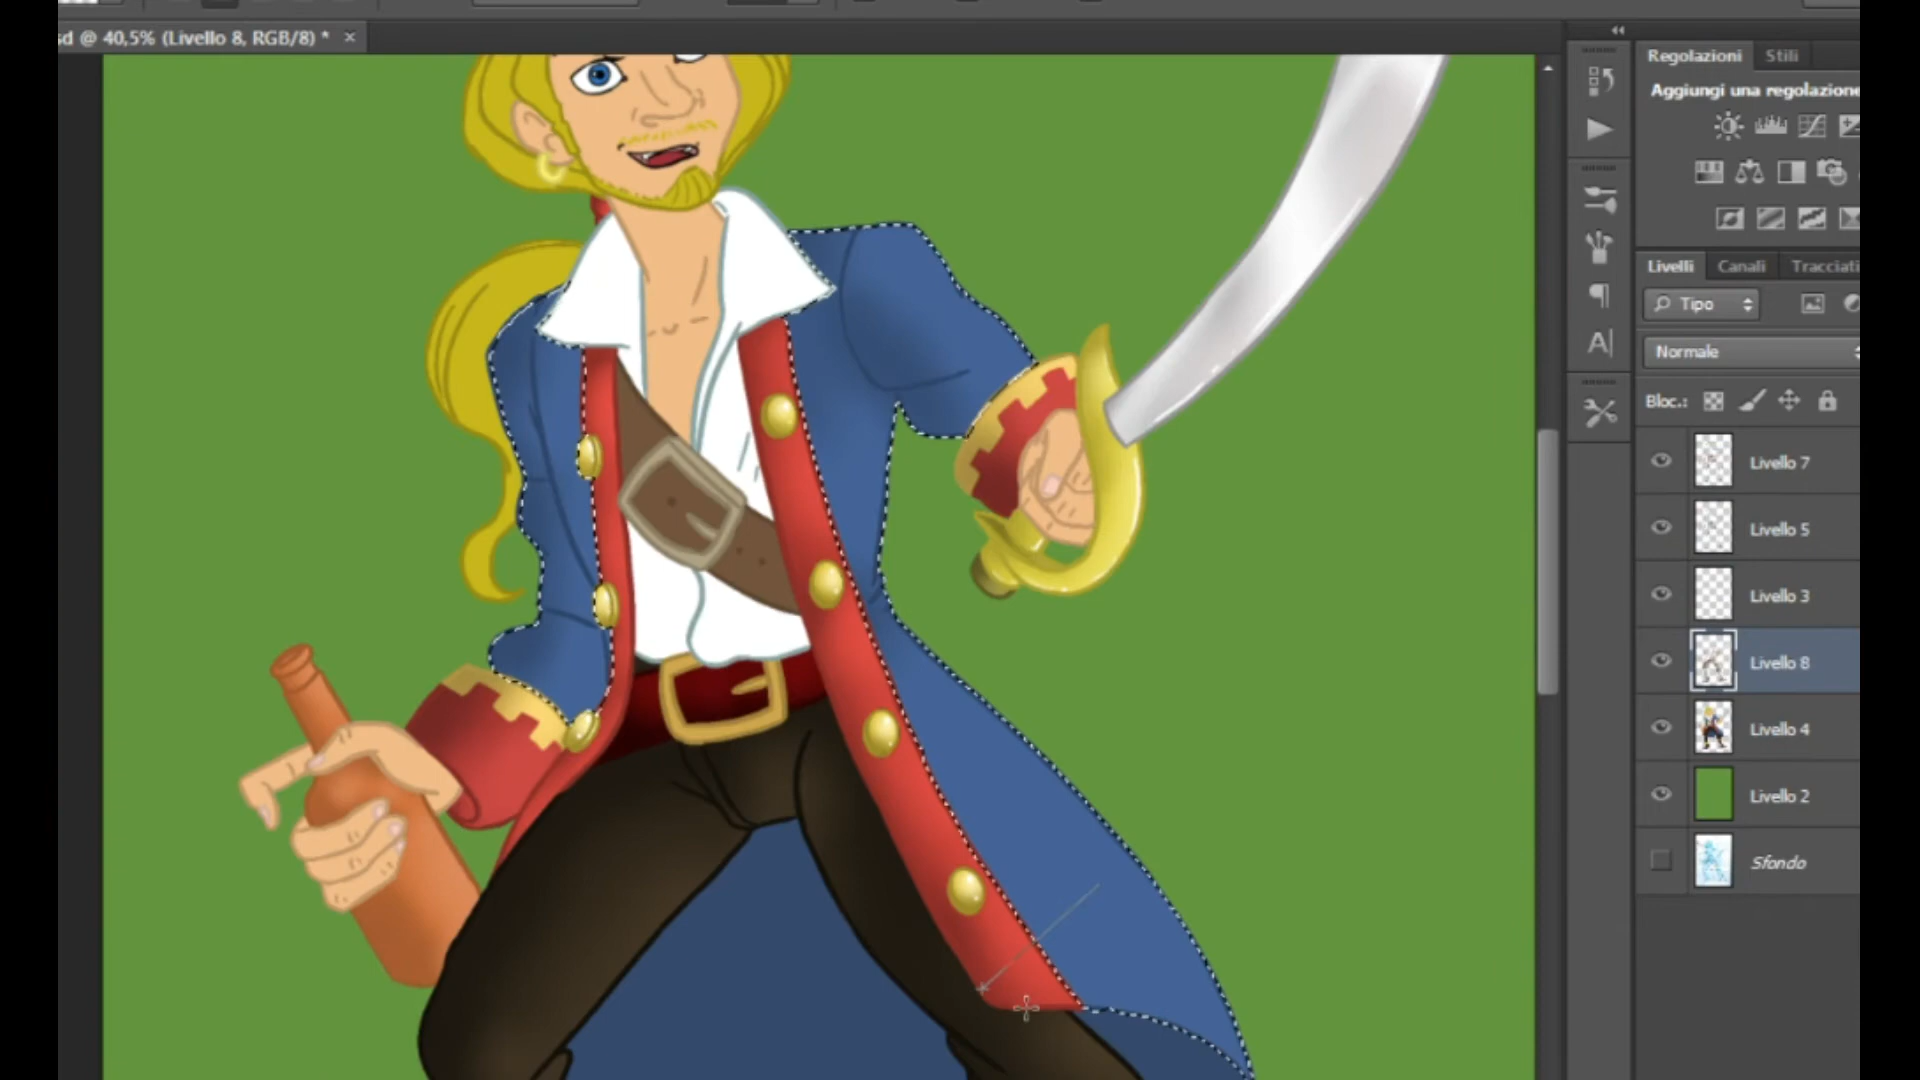 sd @ 40,5% (Livello 8, RGB/8) * ×
Regolazioni Stili
Aggiungi una regolazione
Livelli Canali Tracciati
Tipo
Normale
Bloc.:
Livello 7
Livello 5
Livello 3
Livello 8
Livello 4
Livello 2
Sfondo